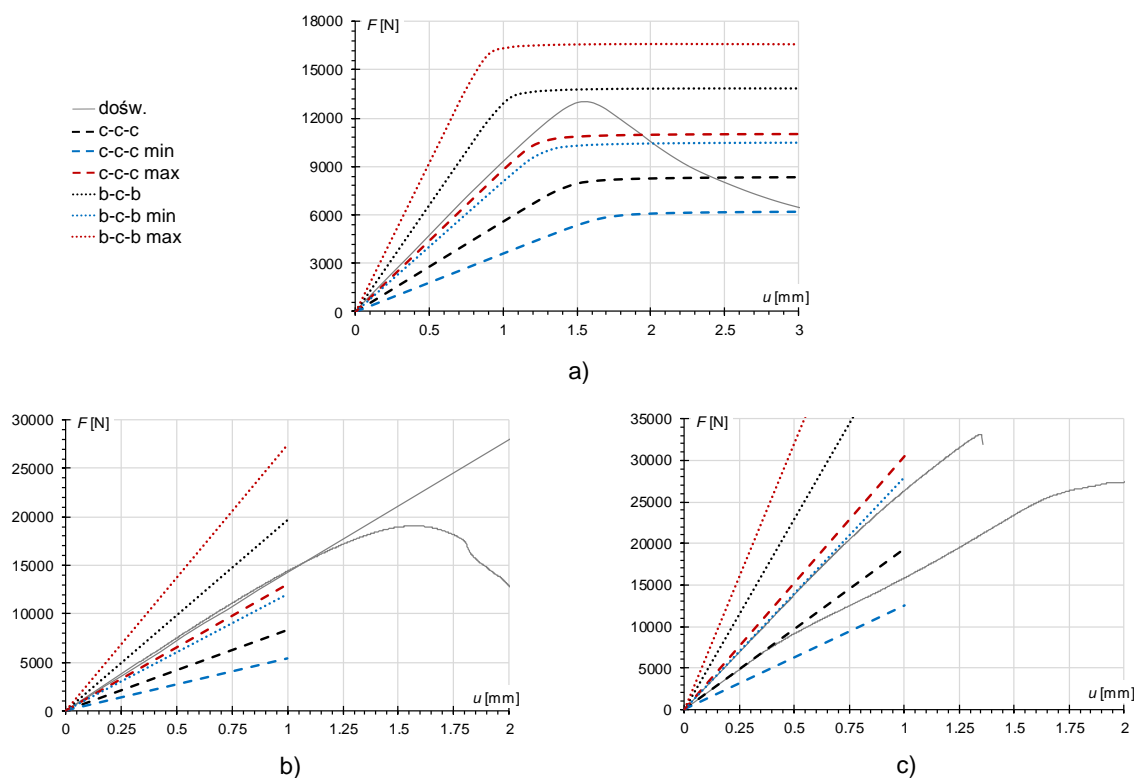 F [N]
18000
15000
12000
9000
6000
3000
0
0
0.5
1
1.5
2
2.5
3
u [mm]
dośw.
c-c-c
c-c-c min
c-c-c max
b-c-b
b-c-b min
b-c-b max
a)
F [N]
30000
25000
20000
15000
10000
5000
0
0
0.25
0.5
0.75
1
1.25
1.5
1.75
2
u [mm]
b)
F [N]
35000
30000
25000
20000
15000
10000
5000
0
0
0.25
0.5
0.75
1
1.25
1.5
1.75
2
u [mm]
c)